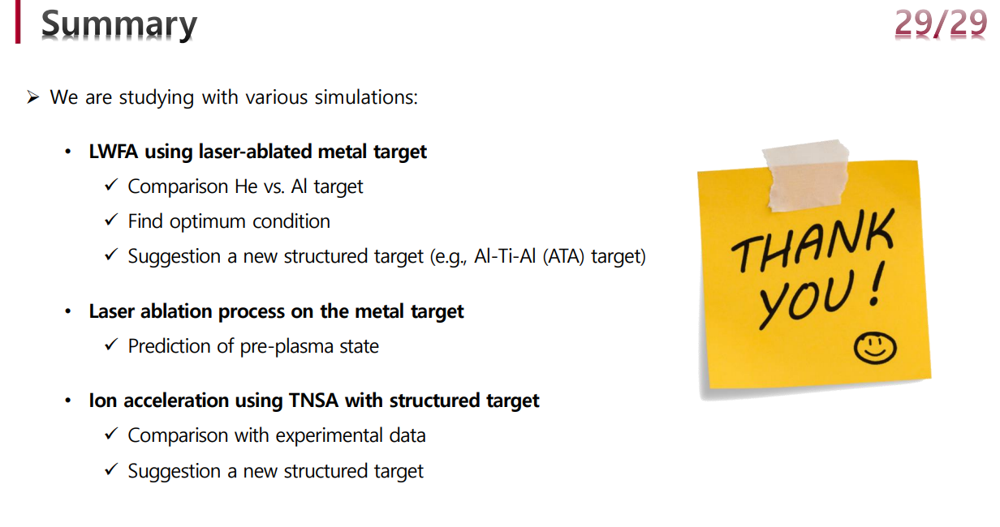 Summary
29/29
➢ We are studying with various simulations:
• LWFA using laser-ablated metal target
✓ Comparison He vs. Al target
✓ Find optimum condition
✓ Suggestion a new structured target (e.g., Al-Ti-Al (ATA) target)
• Laser ablation process on the metal target
✓ Prediction of pre-plasma state
• Ion acceleration using TNSA with structured target
✓ Comparison with experimental data
✓ Suggestion a new structured target
THANK
YOU!